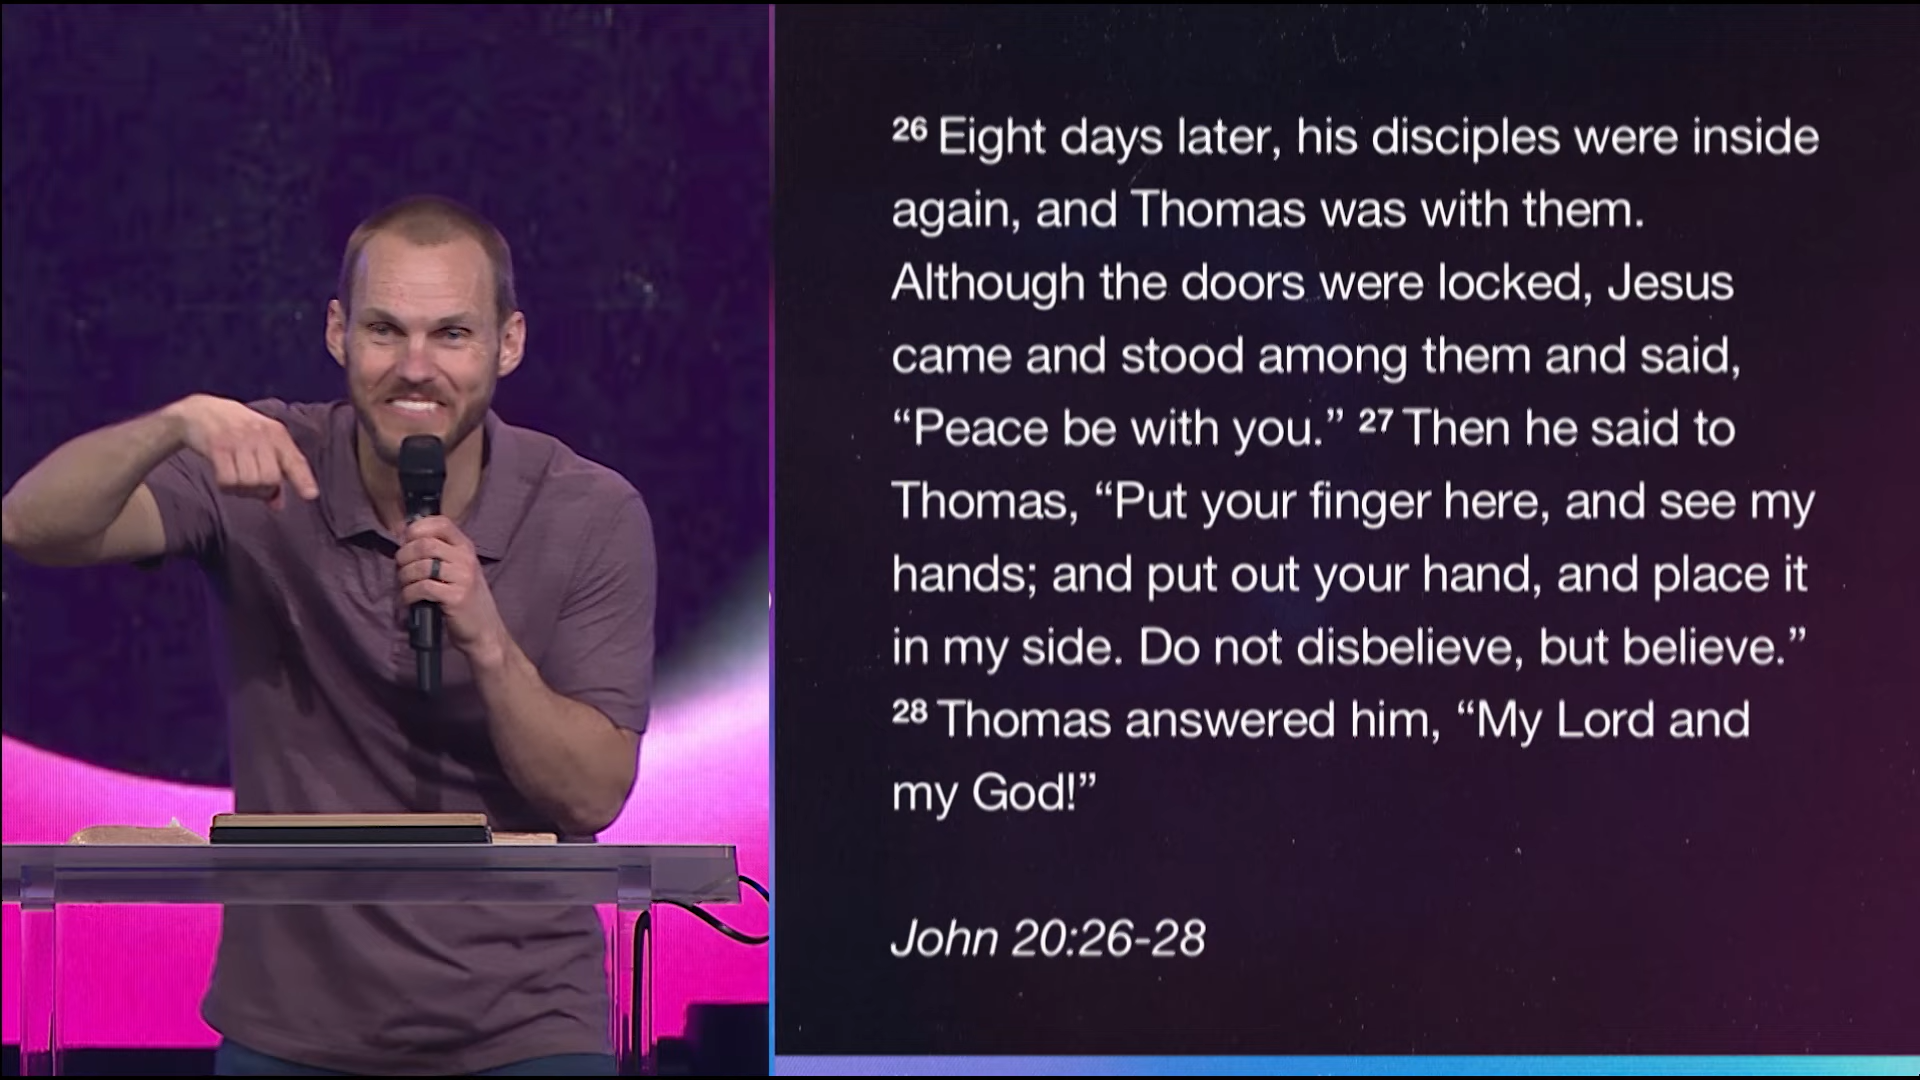 26 Eight days later, his disciples were inside
again, and Thomas was with them.
Although the doors were locked, Jesus
came and stood among them and said,
“Peace be with you.” 27 Then he said to
Thomas, “Put your finger here, and see my
hands; and put out your hand, and place it
in my side. Do not disbelieve, but believe.”
28 Thomas answered him, “My Lord and
my God!”
John 20:26-28